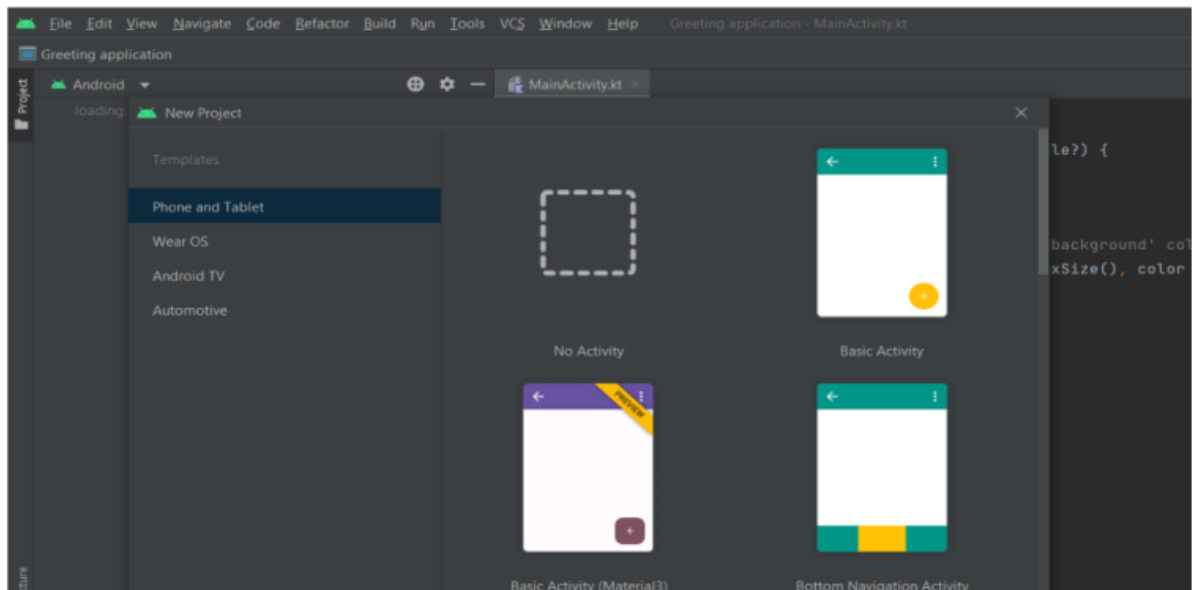 File Edit View Navigate Code Refactor Build Run Tools VCS Window Help Greeting application - MainActivity.kt
Greeting application
Project
Android
MainActivity.kt
loading.
New Project
Templates
Phone and Tablet
Wear OS
Android TV
Automotive
No Activity
Basic Activity
PREVIEW
Basic Activity (Material3)
Bottom Navigation Activity
le?) {
background' col
xSize(), color